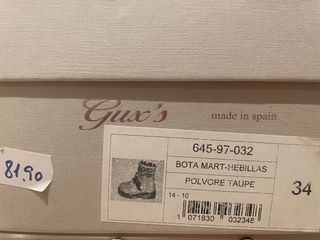 Gux's
made in spain
81,90
645-97-032
BOTA MART-HEBILLAS
POLVORE TAUPE
34
14 - 10
1 071830 032348